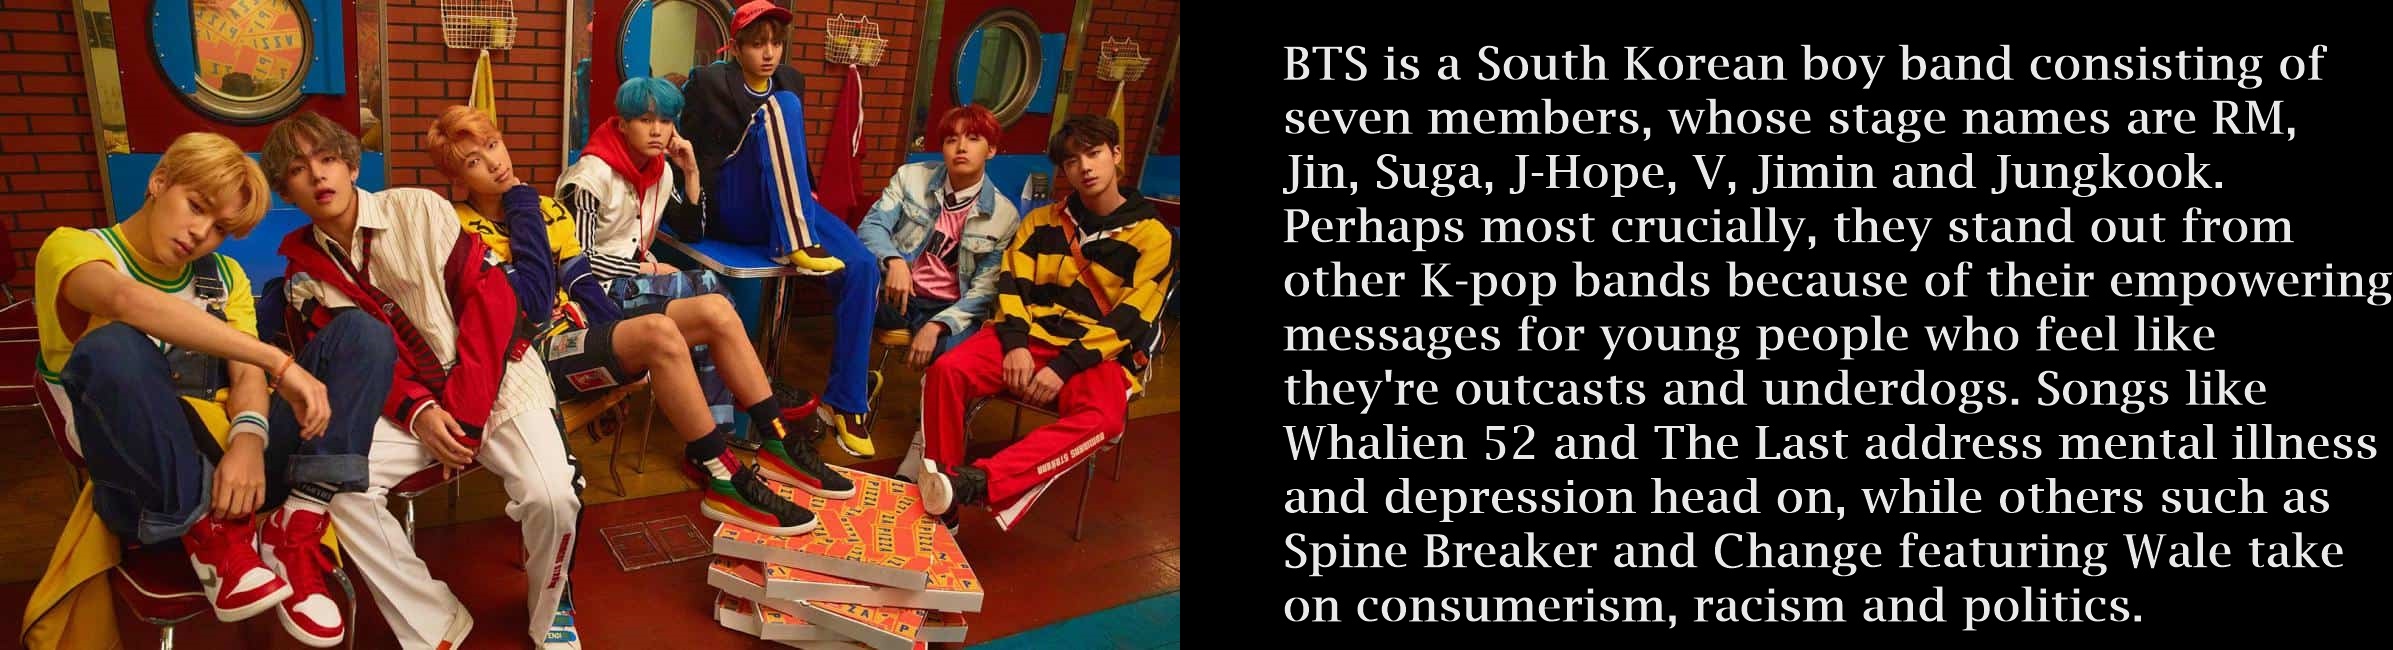 BTS is a South Korean boy band consisting of
seven members, whose stage names are RM,
Jin, Suga, J-Hope, V, Jimin and Jungkook.
Perhaps most crucially, they stand out from
other K-pop bands because of their empowering
messages for young people who feel like
they're outcasts and underdogs. Songs like
Whalien 52 and The Last address mental illness
and depression head on, while others such as
Spine Breaker and Change featuring Wale take
on consumerism, racism and politics.
PIZZA